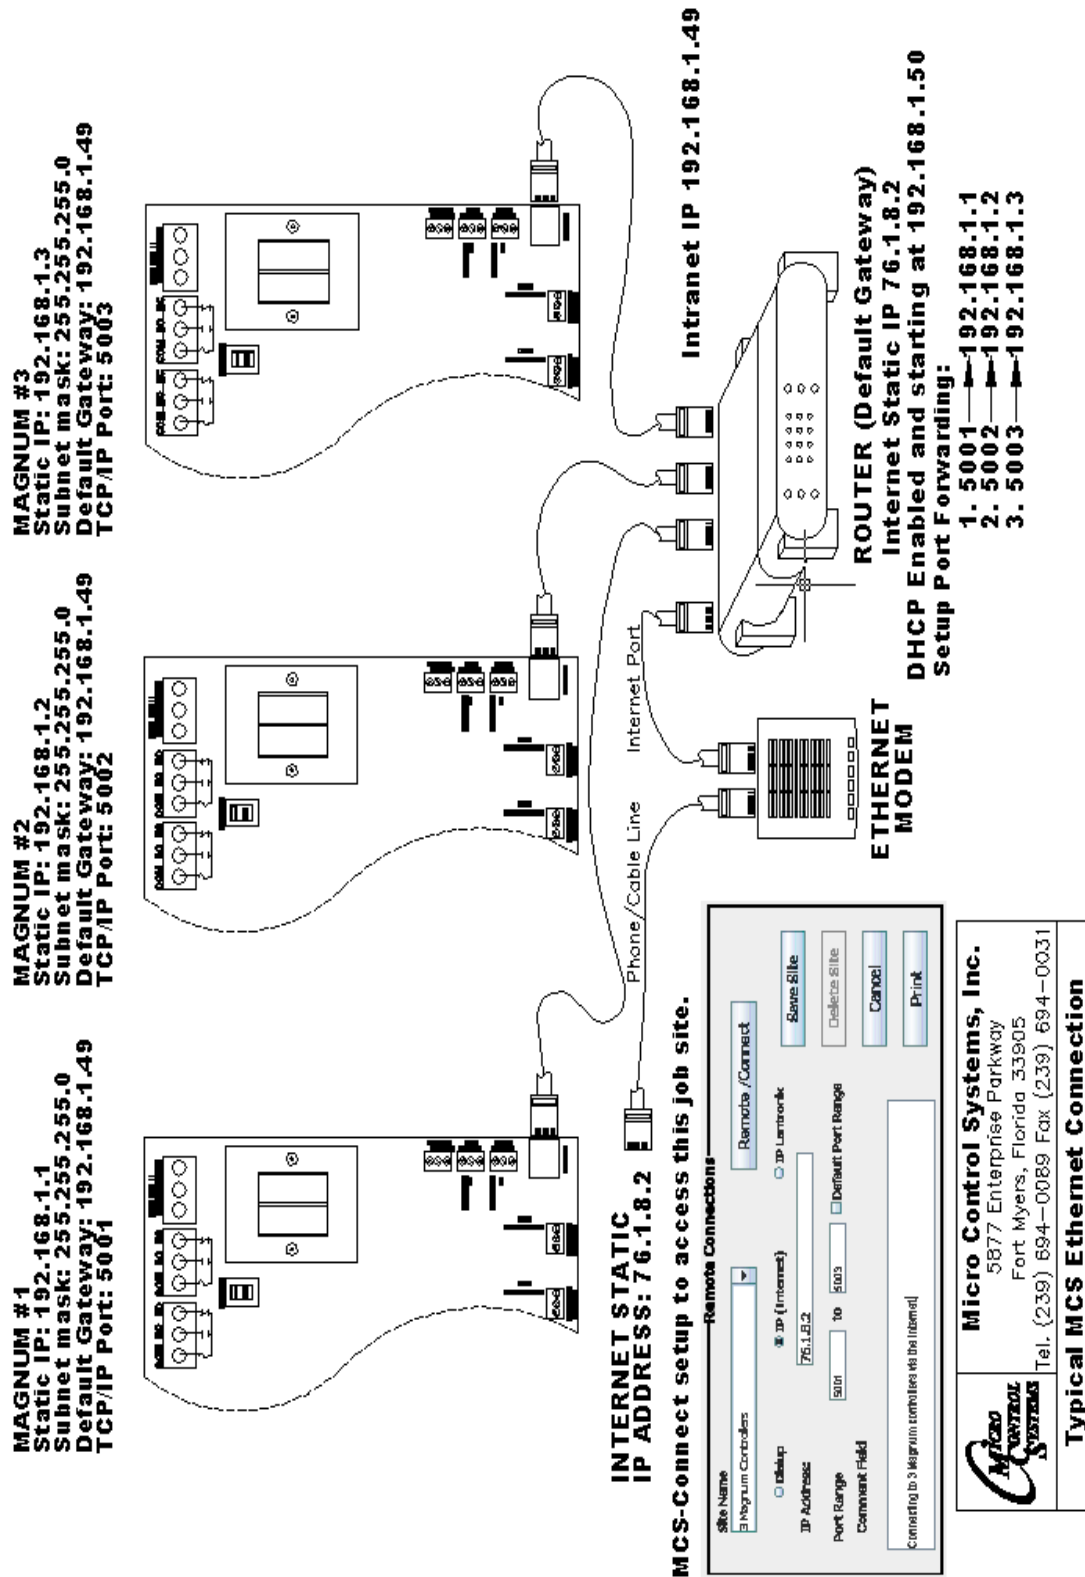 MAGNUM #1
Static IP: 192.168.1.1
Subnet mask: 255.255.255.0
Default Gateway: 192.168.1.49
TCP/IP Port: 5001
MAGNUM #2
Static IP: 192.168.1.2
Subnet mask: 255.255.255.0
Default Gateway: 192.168.1.49
TCP/IP Port: 5002
MAGNUM #3
Static IP: 192.168.1.3
Subnet mask: 255.255.255.0
Default Gateway: 192.168.1.49
TCP/IP Port: 5003
INTERNET STATIC
IP ADDRESS: 76.1.8.2
Phone/Cable Line
Internet Port
Intranet IP 192.168.1.49
ETHERNET
MODEM
ROUTER (Default Gateway)
Internet Static IP 76.1.8.2
DHCP Enabled and starting at 192.168.1.50
Setup Port Forwarding:
1. 5001 192.168.1.1
2. 5002 192.168.1.2
3. 5003 192.168.1.3
MCS-Connect setup to access this job site.
Remote Connections
Site Name
3 Magnum Controllers
Remote /Connect
Dialup
IP (Internet)
IP Lantronix
IP Address:
76.1.8.2
Save Site
Port Range
5001 to 5003
Default Port Range
Delete Site
Comment Field
Cancel
Connecting to 3 Magnum controllers via the internet
Print
MICRO
CONTROL
SYSTEMS
Micro Control Systems, Inc.
5877 Enterprise Parkway
Fort Myers, Florida 33905
Tel. (239) 694-0089 Fax (239) 694-0031
Typical MCS Ethernet Connection